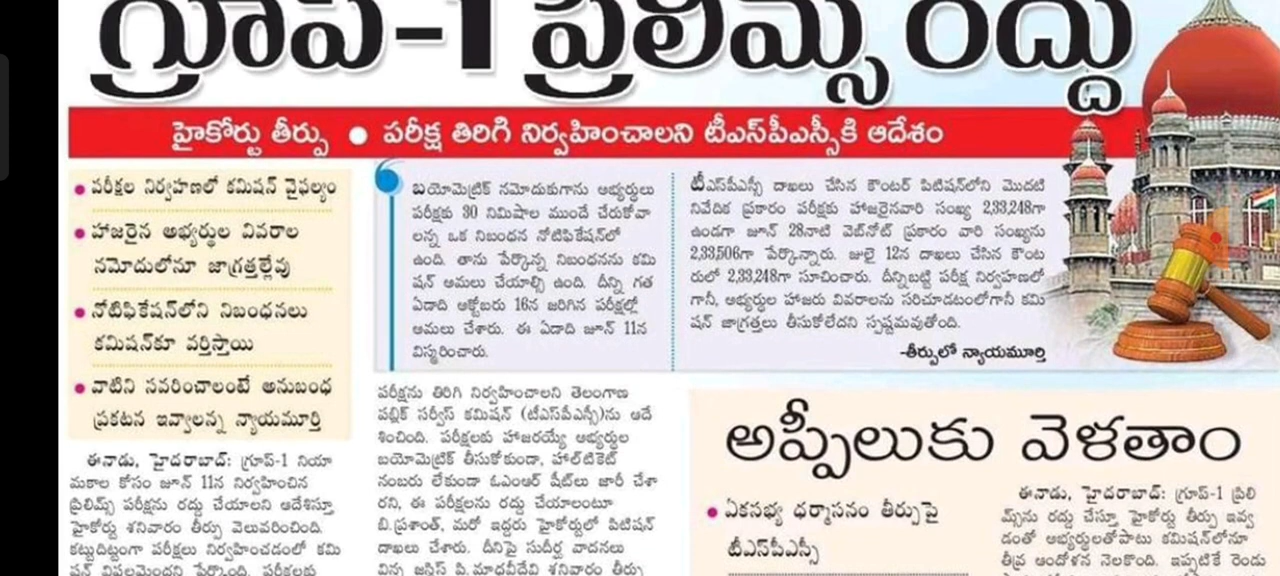 గ్రూప్-1 ప్రిలిమ్స్ రద్దు
హైకోర్టు తీర్పు ● పరీక్ష తిరిగి నిర్వహించాలని టీఎస్‌పీఎస్సీకి ఆదేశం
● పరీక్షల నిర్వహణలో కమిషన్ వైఫల్యం
● హాజరైన అభ్యర్థుల వివరాల
నమోదులోనూ జాగ్రత్తల్లేవు
● నోటిఫికేషన్‌లోని నిబంధనలు
కమిషన్‌కూ వర్తిస్తాయి
● వాటిని సవరించాలంటే అనుబంధ
ప్రకటన ఇవ్వాలన్న న్యాయమూర్తి
ఈనాడు, హైదరాబాద్: గ్రూప్-1 నియా
మకాల కోసం జూన్ 11న నిర్వహించిన
ప్రిలిమ్స్ పరీక్షను రద్దు చేయాలని ఆదేశిస్తూ
హైకోర్టు శనివారం తీర్పు వెలువరించింది.
కట్టుదిట్టంగా పరీక్షలు నిర్వహించడంలో కమి
షన్ విఫలమైందని పేర్కొంది. పరీక్షలకు
బయోమెట్రిక్ నమోదుకుగాను అభ్యర్థులు
పరీక్షకు 30 నిమిషాల ముందే చేరుకోవా
లన్న ఒక నిబంధన నోటిఫికేషన్‌లో
ఉంది. తాను పేర్కొన్న నిబంధనను కమి
షన్ అమలు చేయాల్సి ఉంది. దీన్ని గత
ఏడాది అక్టోబరు 16న జరిగిన పరీక్షల్లో
అమలు చేశారు. ఈ ఏడాది జూన్ 11న
విస్మరించారు.
టీఎస్‌పీఎస్సీ దాఖలు చేసిన కౌంటర్ పిటిషన్‌లోని మొదటి
నివేదిక ప్రకారం పరీక్షకు హాజరైనవారి సంఖ్య 2,33,248గా
ఉండగా జూన్ 28నాటి వెబ్‌నోట్ ప్రకారం వారి సంఖ్యను
2,33,506గా పేర్కొన్నారు. జులై 12న దాఖలు చేసిన కౌంట
రులో 2,33,248గా సూచించారు. దీన్నిబట్టి పరీక్ష నిర్వహణలో
గానీ, అభ్యర్థుల హాజరు వివరాలను సరిచూడటంలోగానీ కమి
షన్ జాగ్రత్తలు తీసుకోలేదని స్పష్టమవుతోంది.
-తీర్పులో న్యాయమూర్తి
పరీక్షను తిరిగి నిర్వహించాలని తెలంగాణ
పబ్లిక్ సర్వీస్ కమిషన్ (టీఎస్‌పీఎస్సీ)ను ఆదే
శించింది. పరీక్షలకు హాజరయ్యే అభ్యర్థుల
బయోమెట్రిక్ తీసుకోకుండా, హాల్‌టికెట్
నంబరు లేకుండా ఓఎంఆర్ షీట్‌లు జారీ చేశా
రని, ఈ పరీక్షలను రద్దు చేయాలంటూ
బి.ప్రశాంత్, మరో ఇద్దరు హైకోర్టులో పిటిషన్
దాఖలు చేశారు. దీనిపై సుదీర్ఘ వాదనలు
విన్న జస్టిస్ పి.మాధవీదేవి శనివారం తీర్పు
అప్పీలుకు వెళతాం
● ఏకసభ్య ధర్మాసనం తీర్పుపై
టీఎస్‌పీఎస్సీ
ఈనాడు, హైదరాబాద్: గ్రూప్-1 ప్రిలి
మ్స్‌ను రద్దు చేస్తూ హైకోర్టు తీర్పు ఇవ్వ
డంతో అభ్యర్థులతోపాటు కమిషన్‌లోనూ
తీవ్ర ఆందోళన నెలకొంది. ఇప్పటికే రెండు